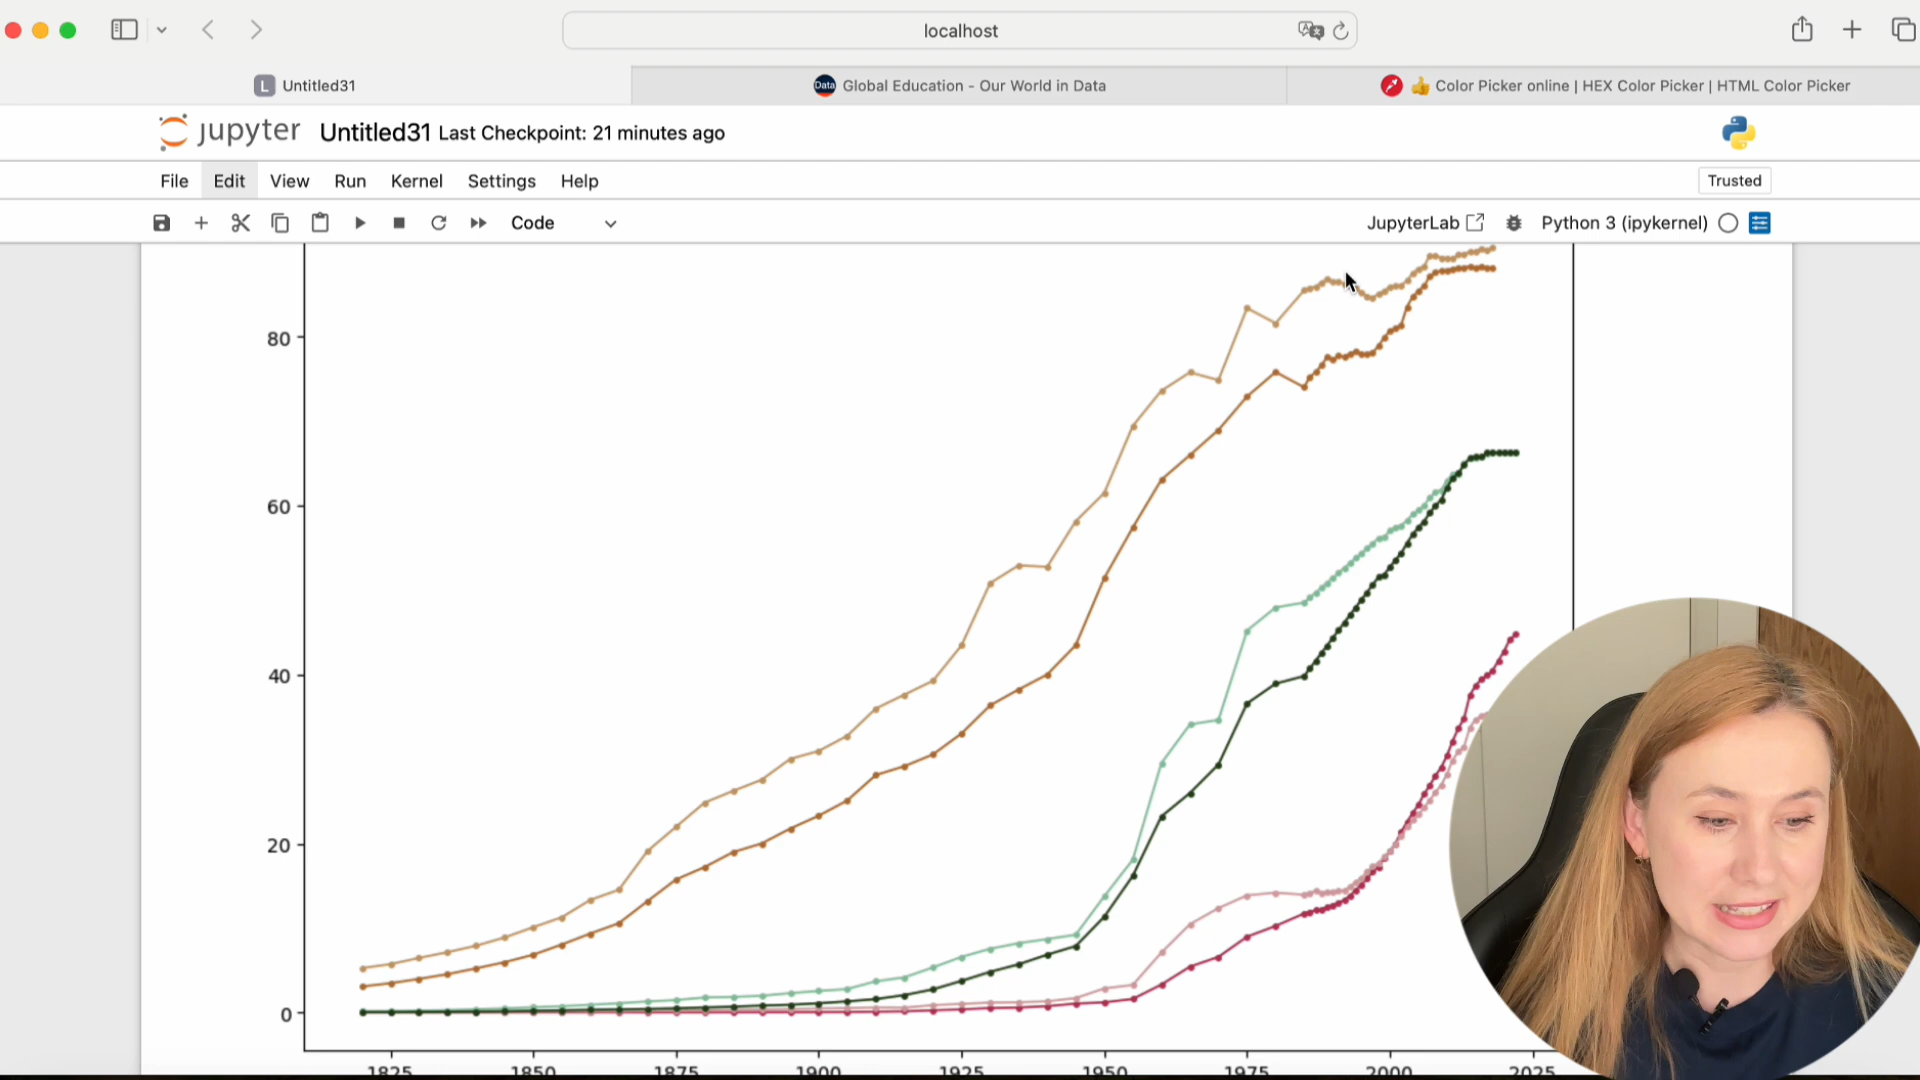 localhost
L Untitled31
Data Global Education - Our World in Data
👍 Color Picker online | HEX Color Picker | HTML Color Picker
jupyter Untitled31 Last Checkpoint: 21 minutes ago
File Edit View Run Kernel Settings Help
Trusted
Code
JupyterLab
Python 3 (ipykernel)
80
60
40
20
0
1825 1850 1875 1900 1925 1950 1975 2000 2025